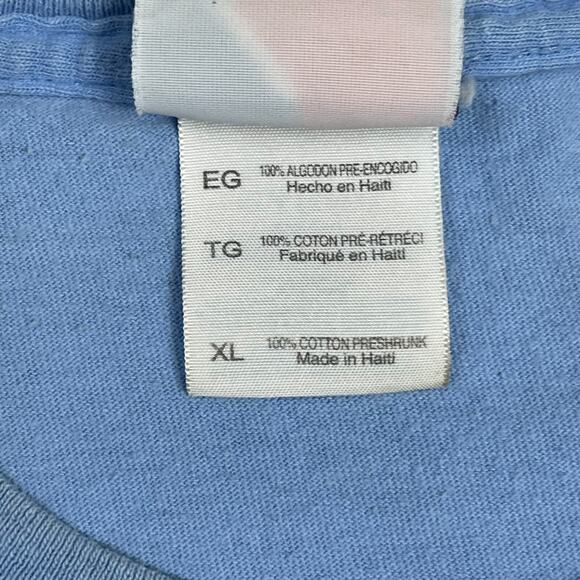 EG 100% ALGODON PRE-ENCOGIDO
Hecho en Haiti
TG 100% COTON PRÉ-RÉTRÉCI
Fabriqué en Haiti
XL 100% COTTON PRESHRUNK
Made in Haiti